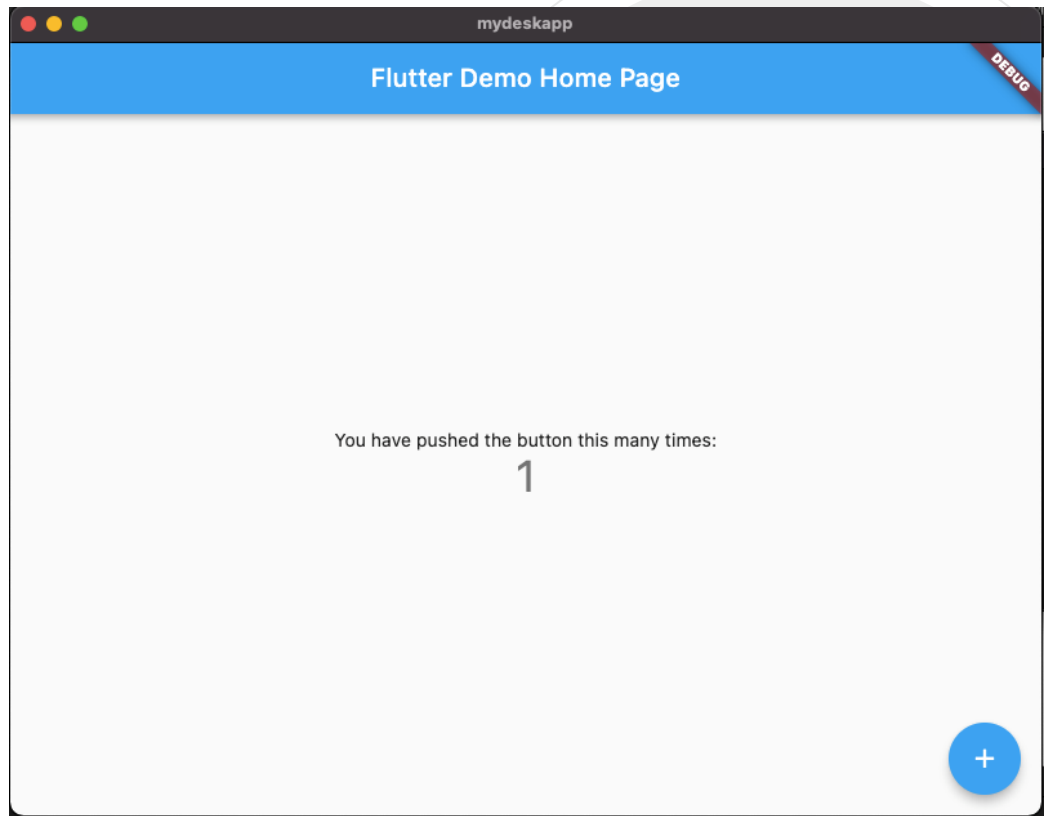 mydeskapp
Flutter Demo Home Page
DEBUG
You have pushed the button this many times:
1
+